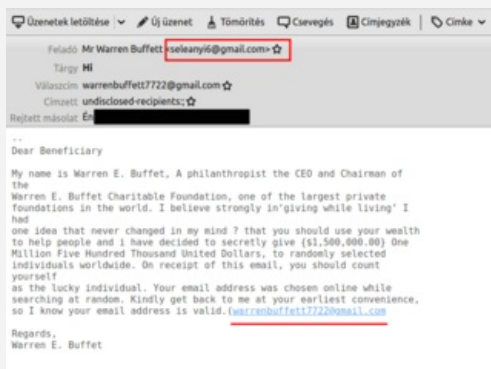 Üzenetek letöltése Új üzenet Tömörítés Csevegés Címjegyzék Címke
Feladó Mr Warren Buffett <seleanyi6@gmail.com>
Tárgy Hi
Válaszcím warrenbuffett7722@gmail.com
Címzett undisclosed-recipients:;
Rejtett másolat Én
--
Dear Beneficiary
My name is Warren E. Buffet, A philanthropist the CEO and Chairman of
the
Warren E. Buffet Charitable Foundation, one of the largest private
foundations in the world. I believe strongly in'giving while living' I
had
one idea that never changed in my mind ? that you should use your wealth
to help people and i have decided to secretly give {$1,500,000.00} One
Million Five Hundred Thousand United Dollars, to randomly selected
individuals worldwide. On receipt of this email, you should count
yourself
as the lucky individual. Your email address was chosen online while
searching at random. Kindly get back to me at your earliest convenience,
so I know your email address is valid.(warrenbuffett7722@gmail.com
Regards,
Warren E. Buffet